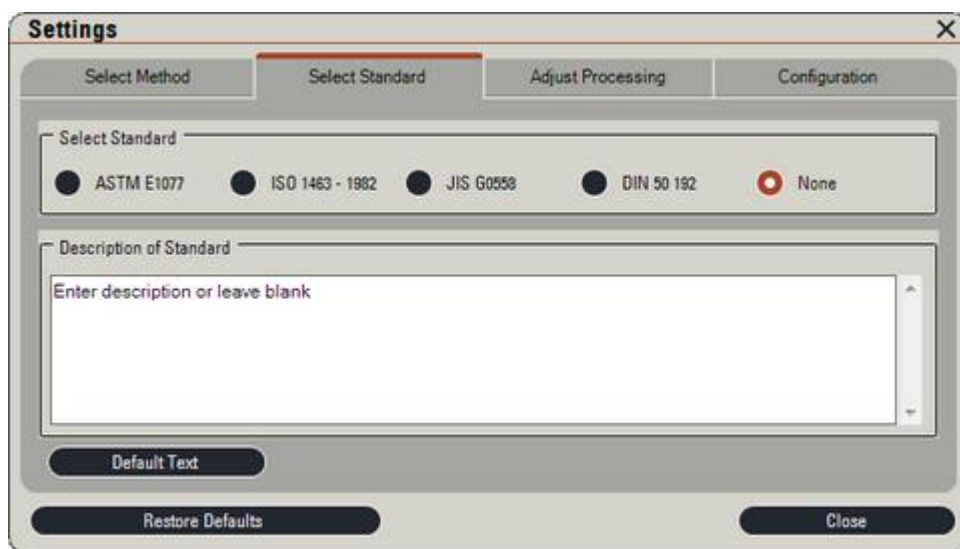 Settings
Select Method Select Standard Adjust Processing Configuration
Select Standard
ASTM E1077 ISO 1463 - 1982 JIS G0558 DIN 50 192 None
Description of Standard
Enter description or leave blank
Default Text
Restore Defaults Close